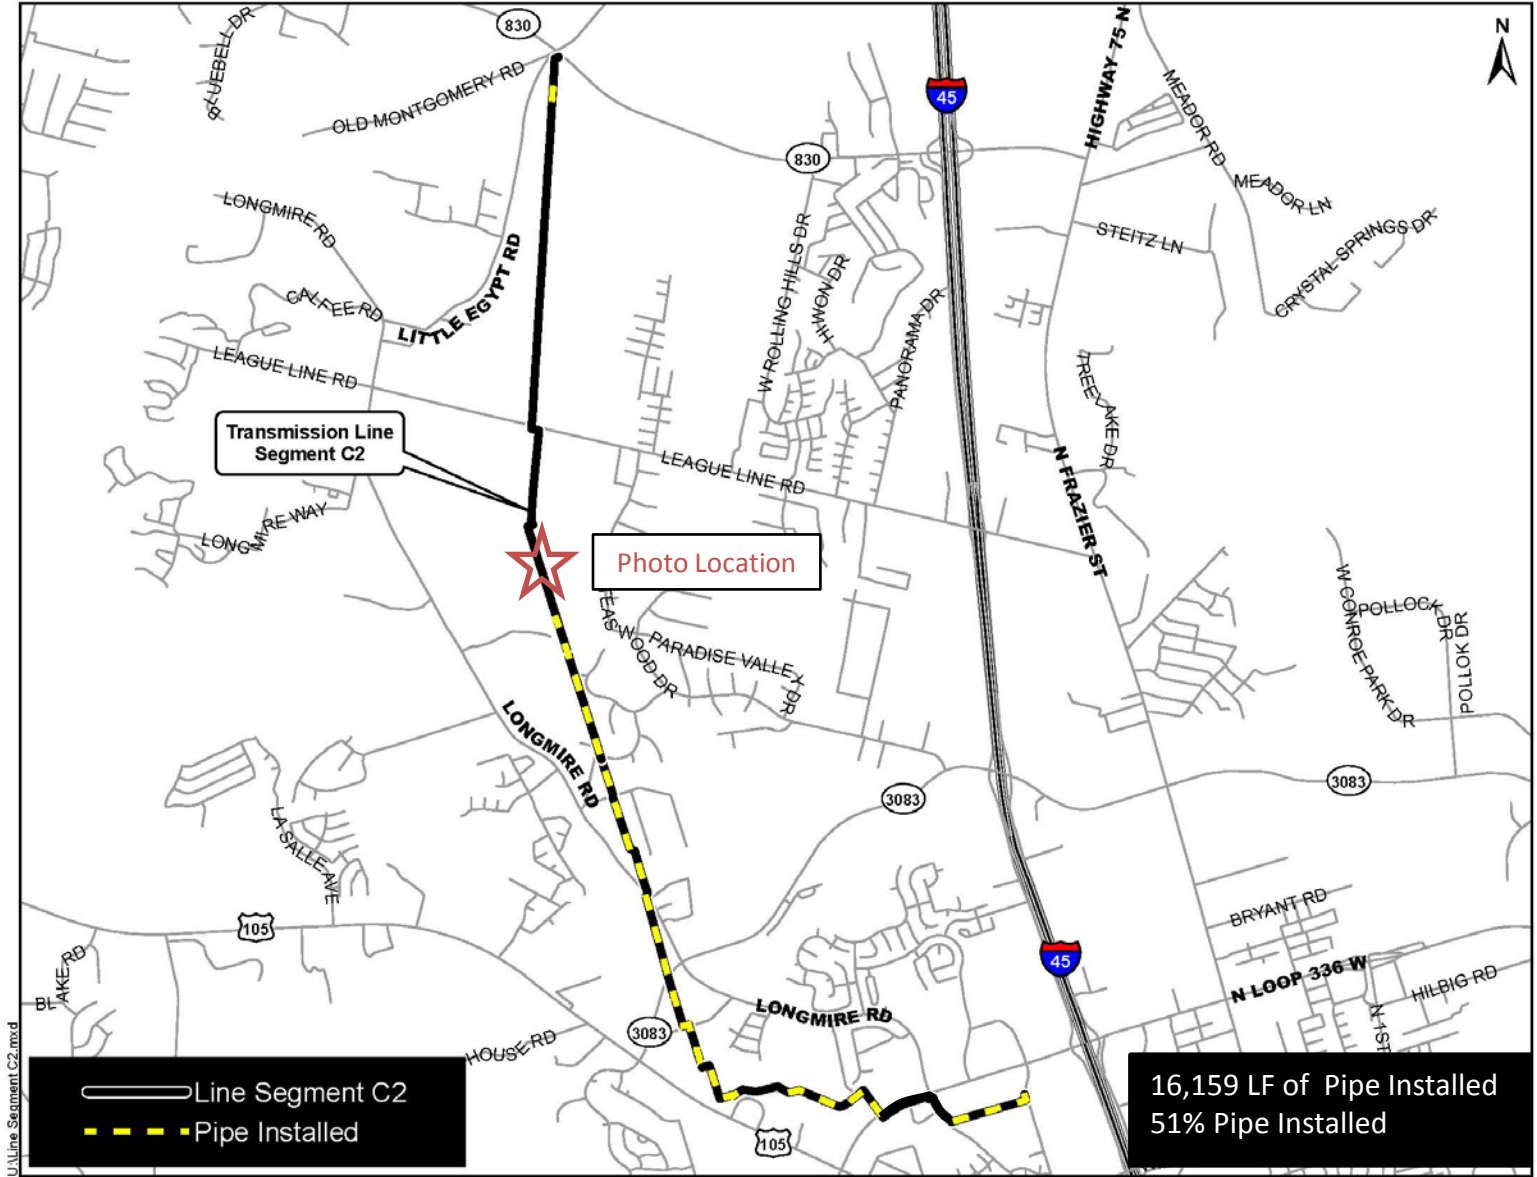 830
BLUEBELL DR
OLD MONTGOMERY RD
45
HIGHWAY 75 N
N
MEADOR RD
830
MEADOR LN
LONGMIRE RD
STEITZ LN
CRYSTAL SPRINGS DR
W ROLLING HILLS DR
HIWON DR
PANORAMA DR
CALFEE RD
LITTLE EGYPT RD
LEAGUE LINE RD
TREELAKE DR
Transmission Line
Segment C2
LEAGUE LINE RD
N FRAZIER ST
LONGMIRE WAY
Photo Location
TEASWOOD DR
PARADISE VALLEY DR
W CONROE PARK DR
POLLOCK DR
POLLOK DR
LONGMIRE RD
3083
3083
LA SALLE AVE
105
BRYANT RD
45
N LOOP 336 W
HILBIG RD
BLAKE RD
LONGMIRE RD
N 1ST
3083
HOUSE RD
105
Line Segment C2
Pipe Installed
16,159 LF of Pipe Installed
51% Pipe Installed
U:\Line Segment C2.mxd